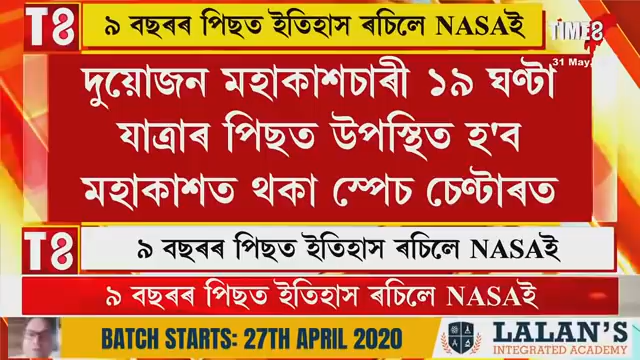 T8
৯ বছৰৰ পিছত ইতিহাস ৰচিলে NASAই
TIME8
31 May,
দুয়োজন মহাকাশচাৰী ১৯ ঘণ্টা
যাত্ৰাৰ পিছত উপস্থিত হ'ব
মহাকাশত থকা স্পেচ চেণ্টাৰত
T8
৯ বছৰৰ পিছত ইতিহাস ৰচিলে NASAই
৯ বছৰৰ পিছত ইতিহাস ৰচিলে NASAই
BATCH STARTS: 27TH APRIL 2020
LALAN'S
INTEGRATED ACADEMY